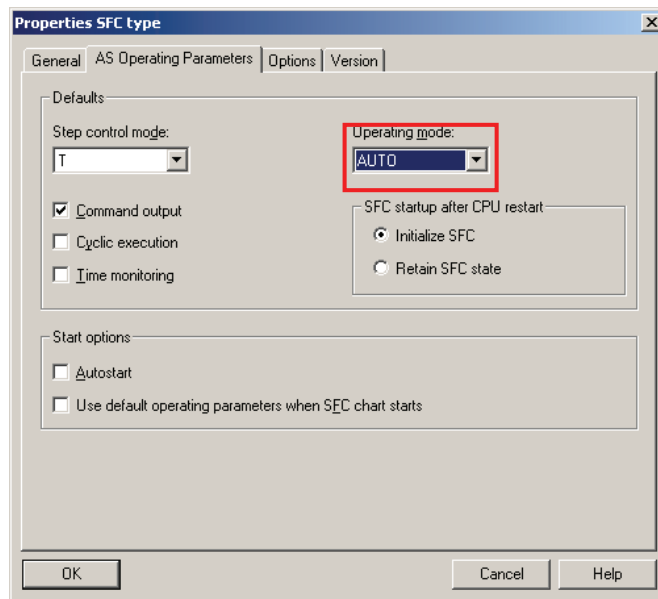 Properties SFC type
General
AS Operating Parameters
Options
Version
Defaults
Step control mode:
T
Operating mode:
AUTO
Command output
Cyclic execution
Time monitoring
SFC startup after CPU restart
Initialize SFC
Retain SFC state
Start options
Autostart
Use default operating parameters when SFC chart starts
OK
Cancel
Help